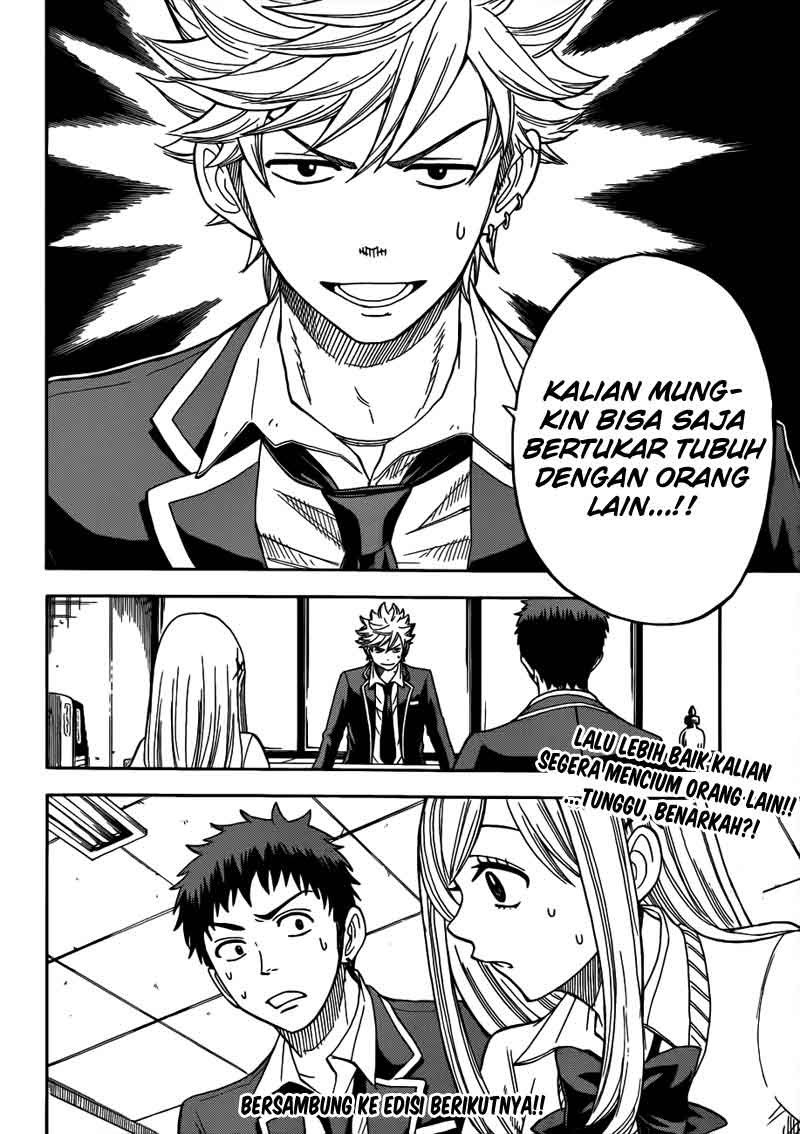 KALIAN MUNG-
KIN BISA SAJA
BERTUKAR TUBUH
DENGAN ORANG
LAIN...!!
LALU LEBIH BAIK KALIAN
SEGERA MENCIUM ORANG LAIN!!
...TUNGGU, BENARKAH?!
BERSAMBUNG KE EDISI BERIKUTNYA!!